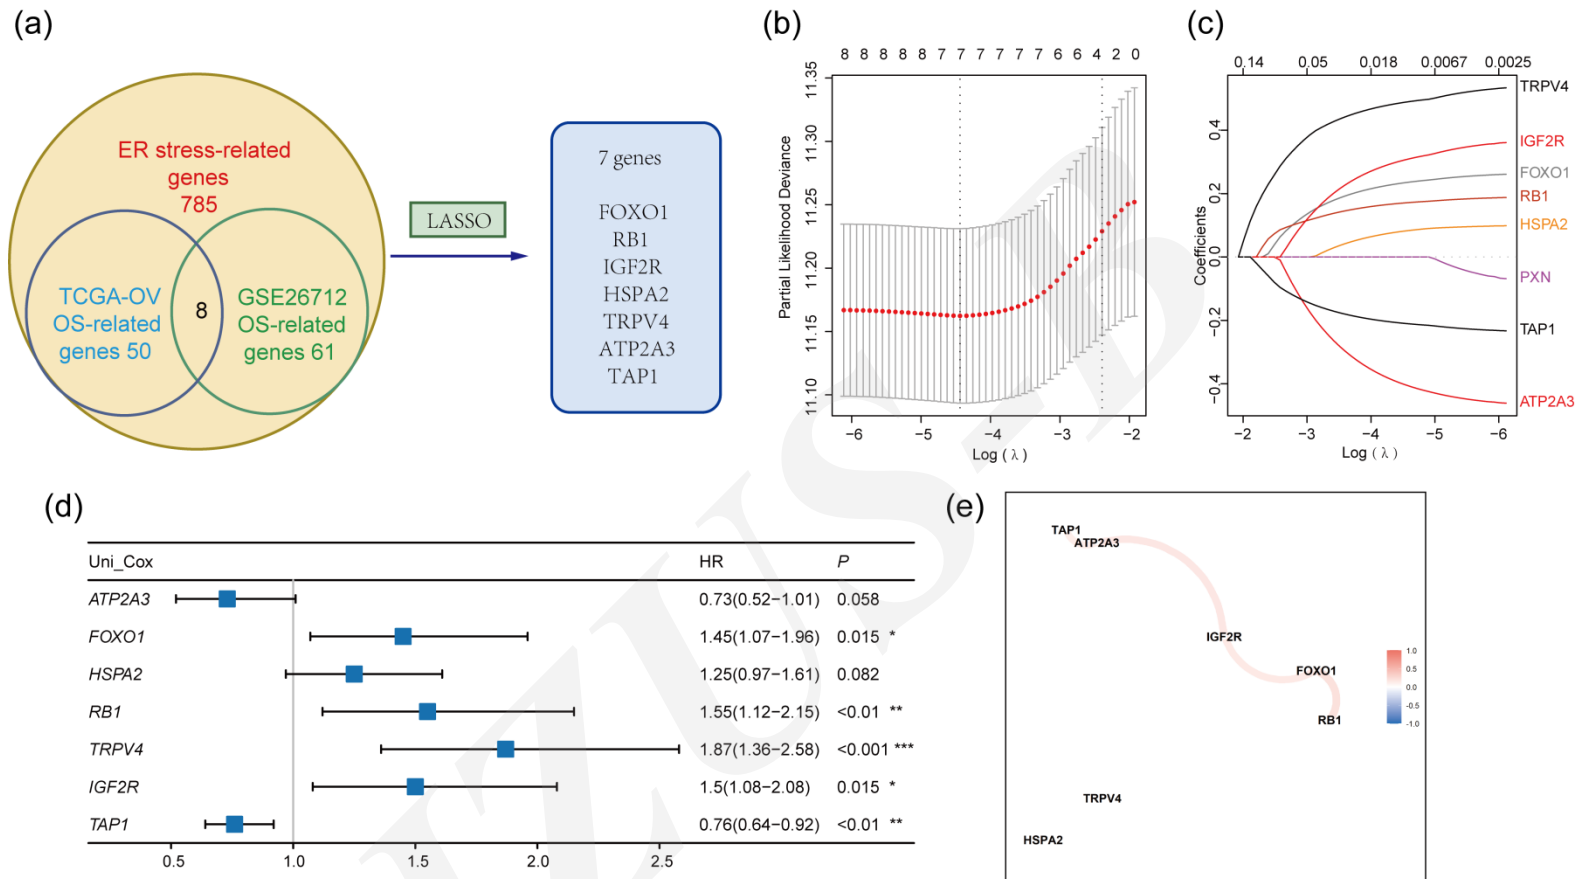 (a)
ER stress-related
genes
785
TCGA-OV
OS-related
genes 50
8
GSE26712
OS-related
genes 61
LASSO
7 genes
FOXO1
RB1
IGF2R
HSPA2
TRPV4
ATP2A3
TAP1
(b)
8 8 8 8 8 7 7 7 7 7 7 6 6 4 2 0
Partial Likelihood Deviance
11.35
11.30
11.25
11.20
11.15
11.10
−6 −5 −4 −3 −2
Log (λ)
(c)
0.14 0.05 0.018 0.0067 0.0025
Coefficients
0.4
0.2
0.0
−0.2
−0.4
TRPV4
IGF2R
FOXO1
RB1
HSPA2
PXN
TAP1
ATP2A3
−2 −3 −4 −5 −6
Log (λ)
(d)
Uni_Cox HR P
ATP2A3 0.73(0.52−1.01) 0.058
FOXO1 1.45(1.07−1.96) 0.015 *
HSPA2 1.25(0.97−1.61) 0.082
RB1 1.55(1.12−2.15) <0.01 **
TRPV4 1.87(1.36−2.58) <0.001 ***
IGF2R 1.5(1.08−2.08) 0.015 *
TAP1 0.76(0.64−0.92) <0.01 **
0.5 1.0 1.5 2.0 2.5
(e)
TAP1
ATP2A3
IGF2R
FOXO1
RB1
TRPV4
HSPA2
1.0
0.5
0.0
−0.5
−1.0
JZUS-B